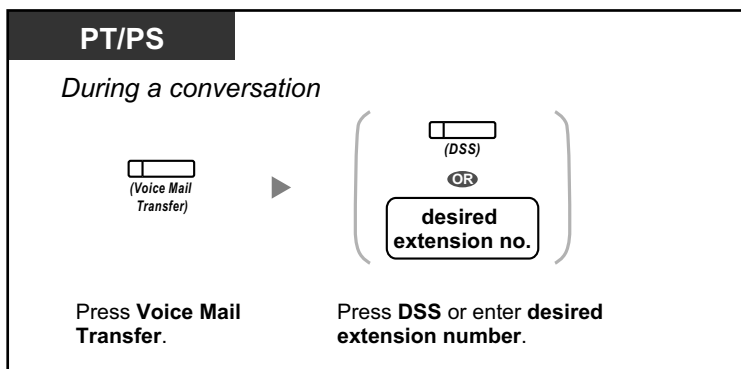 PT/PS
During a conversation
(Voice Mail
Transfer)
(DSS)
OR
desired
extension no.
Press Voice Mail
Transfer.
Press DSS or enter desired
extension number.